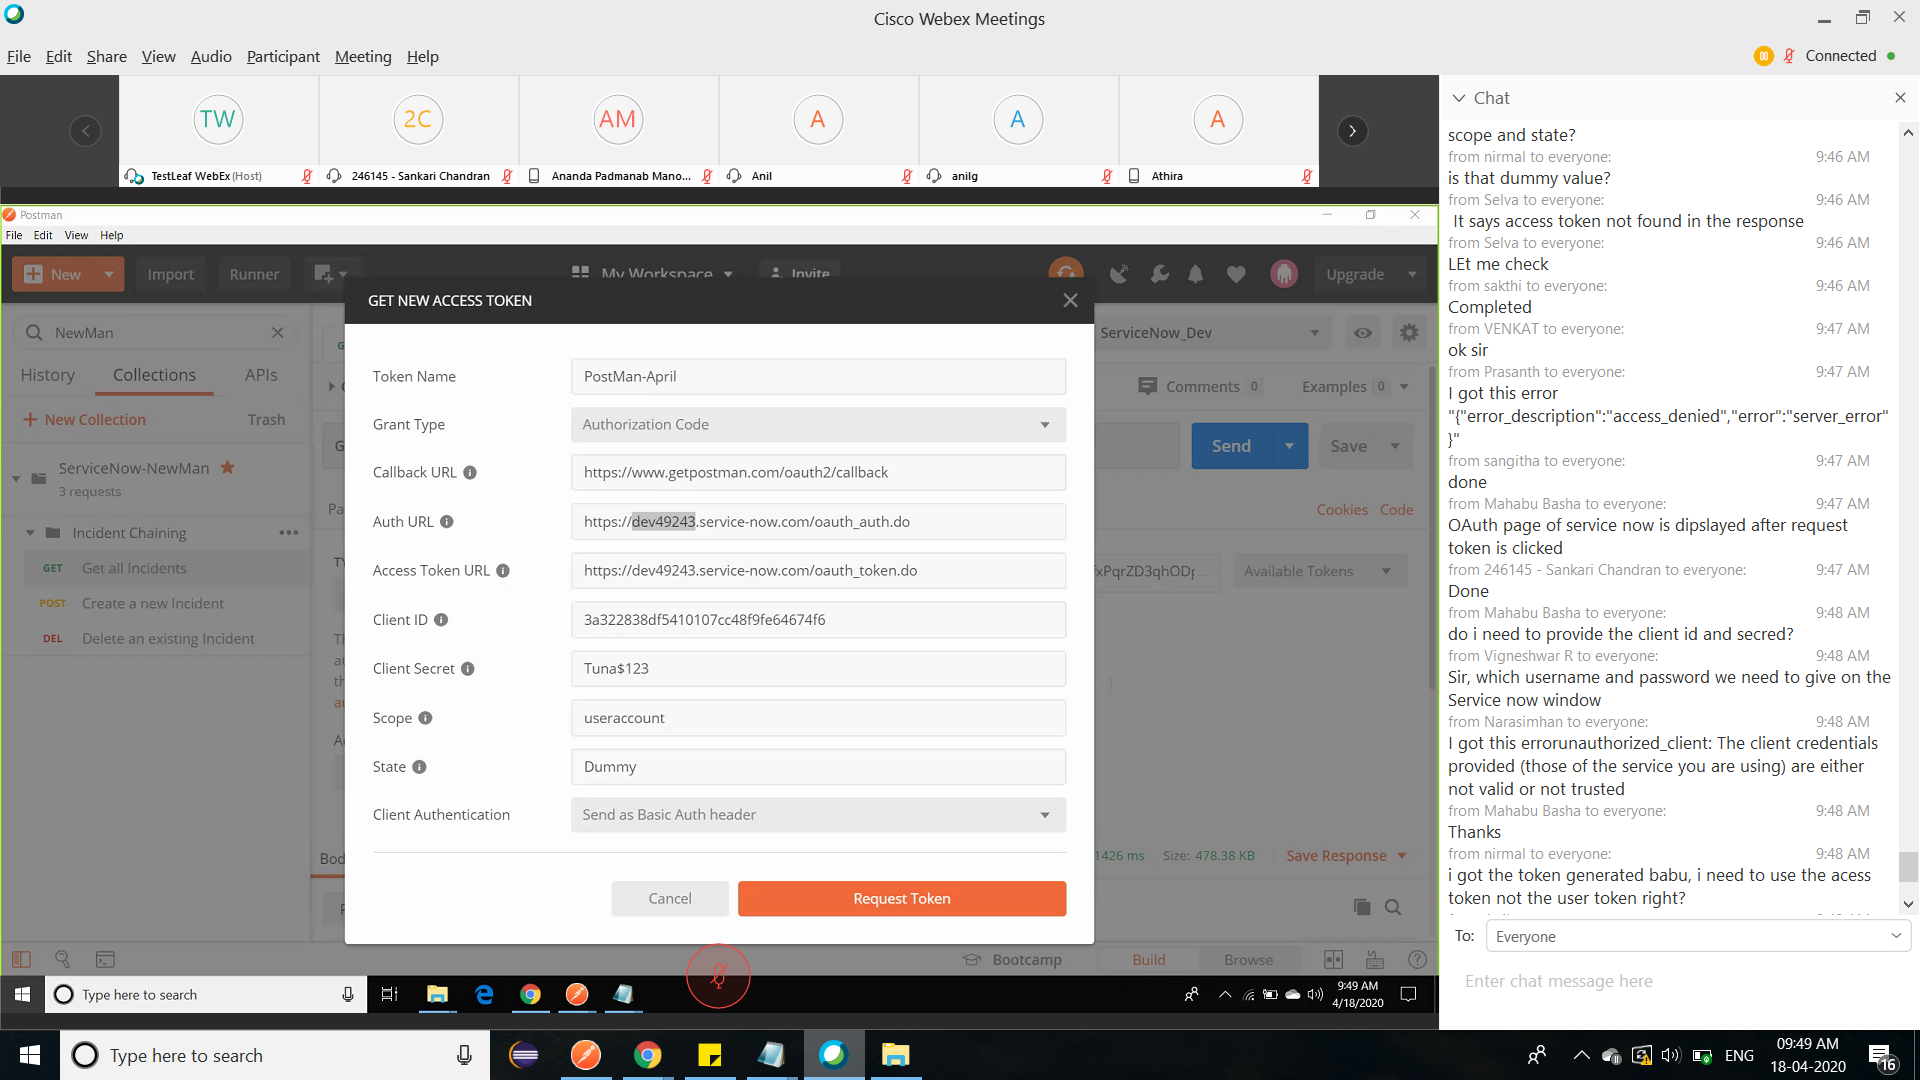 Cisco Webex Meetings
File Edit Share View Audio Participant Meeting Help
Connected
TW
2C
AM
A
A
A
TestLeaf WebEx (Host)
246145 - Sankari Chandran
Ananda Padmanab Mano...
Anil
anilg
Athira
Postman
File Edit View Help
New
Import
Runner
My Workspace
Invite
Upgrade
NewMan
History
Collections
APIs
New Collection
Trash
ServiceNow-NewMan
3 requests
Incident Chaining
GET Get all Incidents
POST Create a new Incident
DEL Delete an existing Incident
ServiceNow_Dev
Comments 0
Examples 0
Send
Save
Cookies Code
fxPqrZD3qhODp...
Available Tokens
GET NEW ACCESS TOKEN
Token Name
PostMan-April
Grant Type
Authorization Code
Callback URL
https://www.getpostman.com/oauth2/callback
Auth URL
https://dev49243.service-now.com/oauth_auth.do
Access Token URL
https://dev49243.service-now.com/oauth_token.do
Client ID
3a322838df5410107cc48f9fe64674f6
Client Secret
Tuna$123
Scope
useraccount
State
Dummy
Client Authentication
Send as Basic Auth header
Cancel
Request Token
1426 ms Size: 478.38 KB Save Response
Bootcamp
Build
Browse
Type here to search
9:49 AM
4/18/2020
Chat
scope and state?
from nirmal to everyone: 9:46 AM
is that dummy value?
from Selva to everyone: 9:46 AM
It says access token not found in the response
from Selva to everyone: 9:46 AM
LEt me check
from sakthi to everyone: 9:46 AM
Completed
from VENKAT to everyone: 9:47 AM
ok sir
from Prasanth to everyone: 9:47 AM
I got this error
"{"error_description":"access_denied","error":"server_error"
}"
from sangitha to everyone: 9:47 AM
done
from Mahabu Basha to everyone: 9:47 AM
OAuth page of service now is dipslayed after request
token is clicked
from 246145 - Sankari Chandran to everyone: 9:47 AM
Done
from Mahabu Basha to everyone: 9:48 AM
do i need to provide the client id and secred?
from Vigneshwar R to everyone: 9:48 AM
Sir, which username and password we need to give on the
Service now window
from Narasimhan to everyone: 9:48 AM
I got this errorunauthorized_client: The client credentials
provided (those of the service you are using) are either
not valid or not trusted
from Mahabu Basha to everyone: 9:48 AM
Thanks
from nirmal to everyone: 9:48 AM
i got the token generated babu, i need to use the acess
token not the user token right?
To: Everyone
Enter chat message here
Type here to search
ENG
09:49 AM
18-04-2020
16